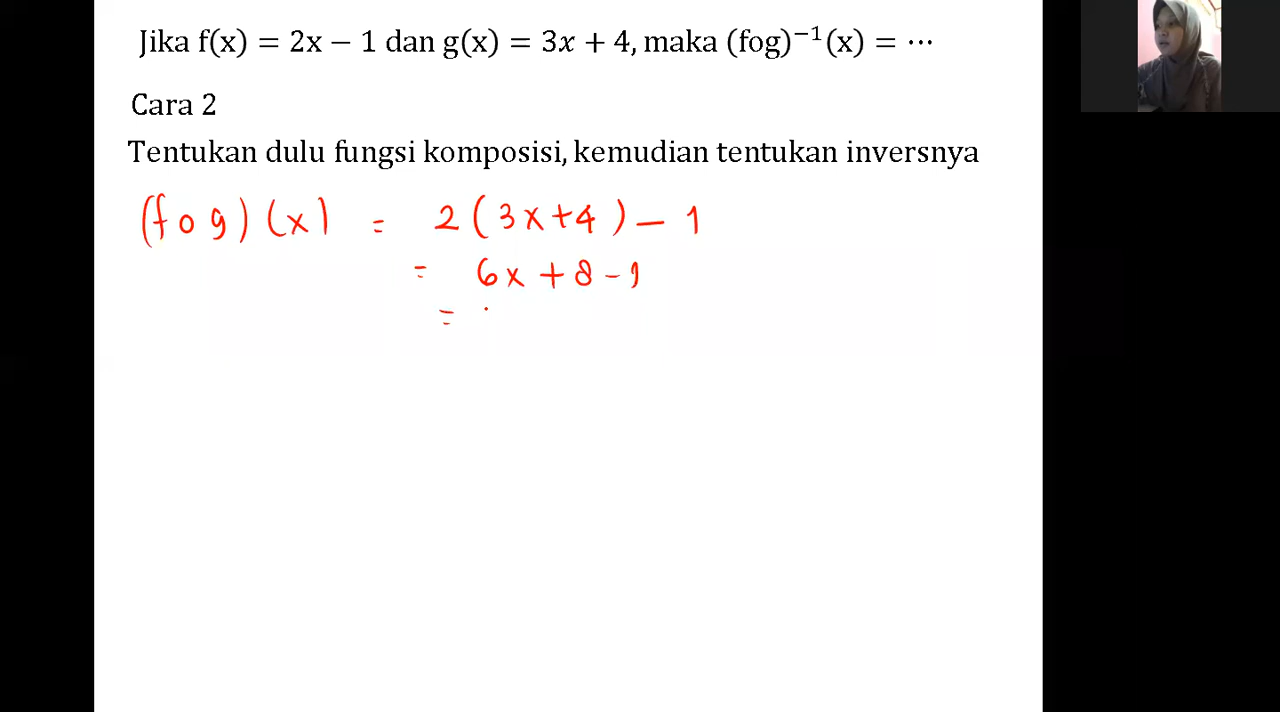 Jika f(x) = 2x − 1 dan g(x) = 3x + 4, maka (fog)⁻¹(x) = ⋯
Cara 2
Tentukan dulu fungsi komposisi, kemudian tentukan inversnya
(fog)(x) = 2(3x+4) − 1
= 6x + 8 − 1
=